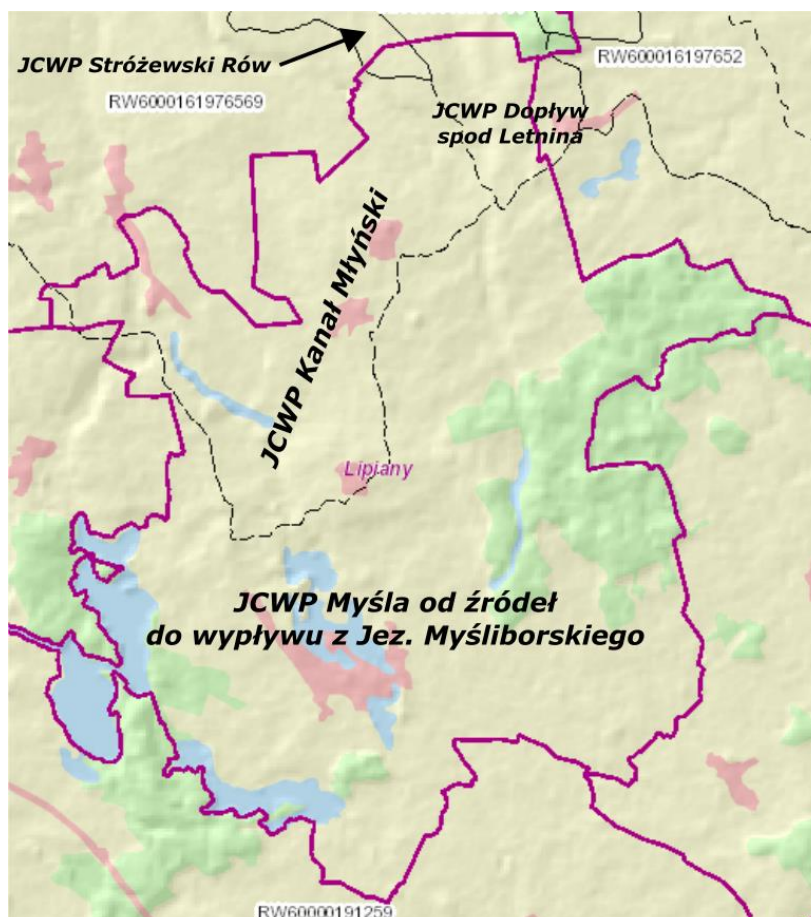 JCWP Stróżewski Rów
RW600016197652
RW6000161976569
JCWP Dopływ
spod Letnina
JCWP Kanał Młyński
Lipiany
JCWP Myśla od źródeł
do wypływu z Jez. Myśliborskiego
RW60000191259